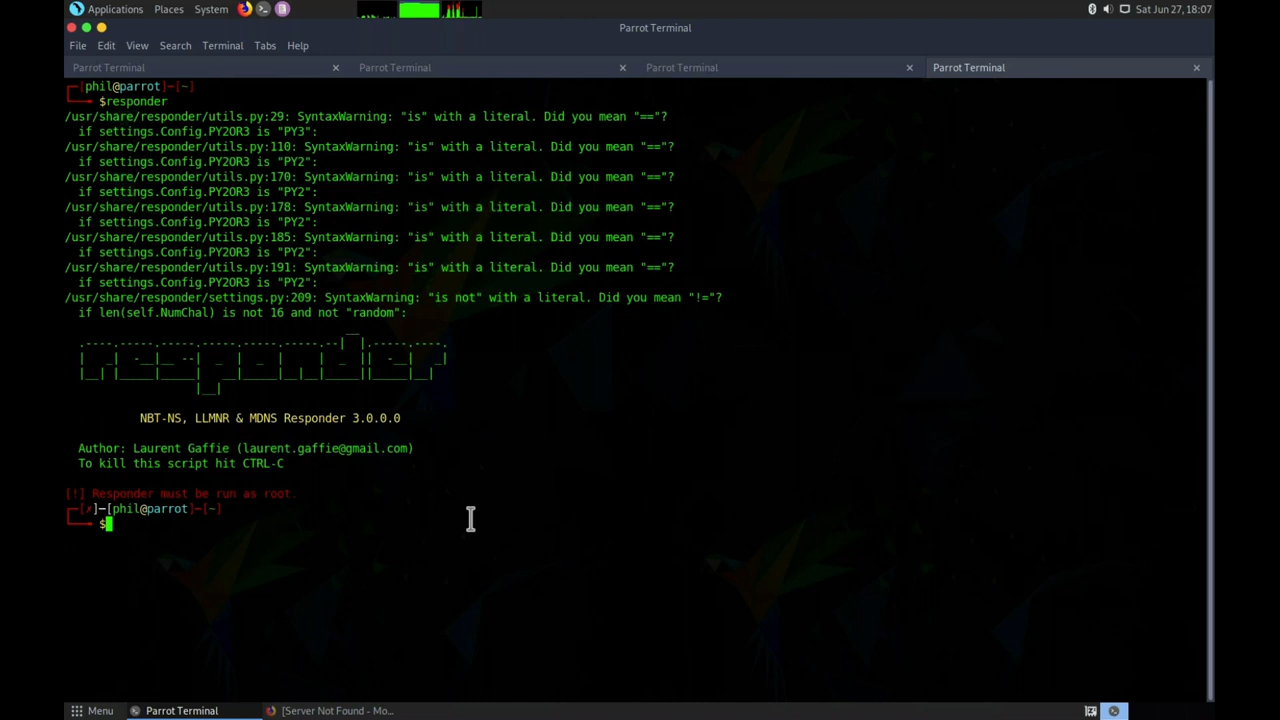 Applications Places System Sat Jun 27, 18:07
Parrot Terminal
File Edit View Search Terminal Tabs Help
Parrot Terminal × Parrot Terminal × Parrot Terminal × Parrot Terminal ×
┌─[phil@parrot]─[~]
└──╼ $responder
/usr/share/responder/utils.py:29: SyntaxWarning: "is" with a literal. Did you mean "=="?
if settings.Config.PY2OR3 is "PY3":
/usr/share/responder/utils.py:110: SyntaxWarning: "is" with a literal. Did you mean "=="?
if settings.Config.PY2OR3 is "PY2":
/usr/share/responder/utils.py:170: SyntaxWarning: "is" with a literal. Did you mean "=="?
if settings.Config.PY2OR3 is "PY2":
/usr/share/responder/utils.py:178: SyntaxWarning: "is" with a literal. Did you mean "=="?
if settings.Config.PY2OR3 is "PY2":
/usr/share/responder/utils.py:185: SyntaxWarning: "is" with a literal. Did you mean "=="?
if settings.Config.PY2OR3 is "PY2":
/usr/share/responder/utils.py:191: SyntaxWarning: "is" with a literal. Did you mean "=="?
if settings.Config.PY2OR3 is "PY2":
/usr/share/responder/settings.py:209: SyntaxWarning: "is not" with a literal. Did you mean "!="?
if len(self.NumChal) is not 16 and not "random":
responder
NBT-NS, LLMNR & MDNS Responder 3.0.0.0
Author: Laurent Gaffie (laurent.gaffie@gmail.com)
To kill this script hit CTRL-C
[!] Responder must be run as root.
┌─[✗]─[phil@parrot]─[~]
└──╼ $
Menu Parrot Terminal [Server Not Found - Mo...